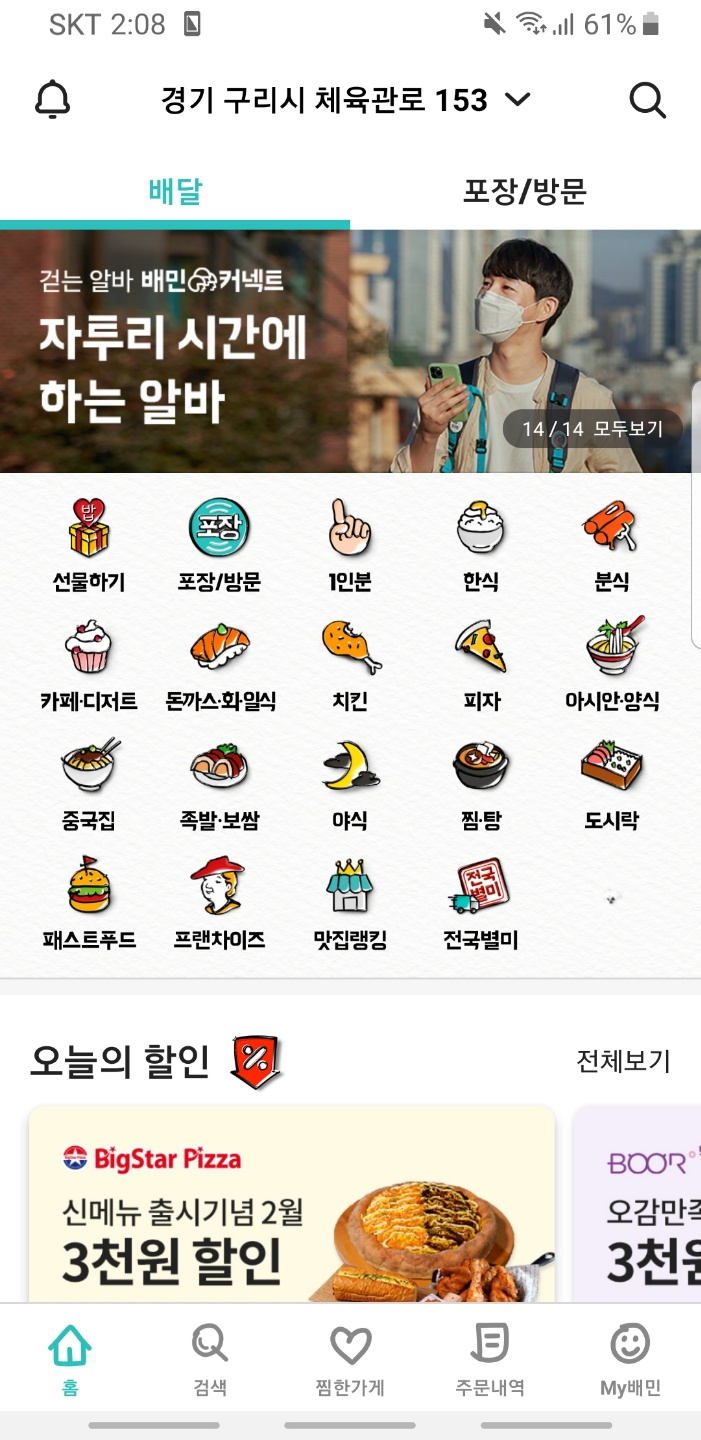 SKT 2:08
61%
경기 구리시 체육관로 153
배달 포장/방문
걷는 알바 배민커넥트
자투리 시간에
하는 알바
14 / 14 모두보기
밥
포장
선물하기 포장/방문 1인분 한식 분식
카페·디저트 돈까스·회·일식 치킨 피자 아시안·양식
중국집 족발·보쌈 야식 찜·탕 도시락
전국
별미
패스트푸드 프랜차이즈 맛집랭킹 전국별미
오늘의 할인
전체보기
BigStar Pizza
신메뉴 출시기념 2월
3천원 할인
BOOR
오감만족
3천원
홈 검색 찜한가게 주문내역 My배민